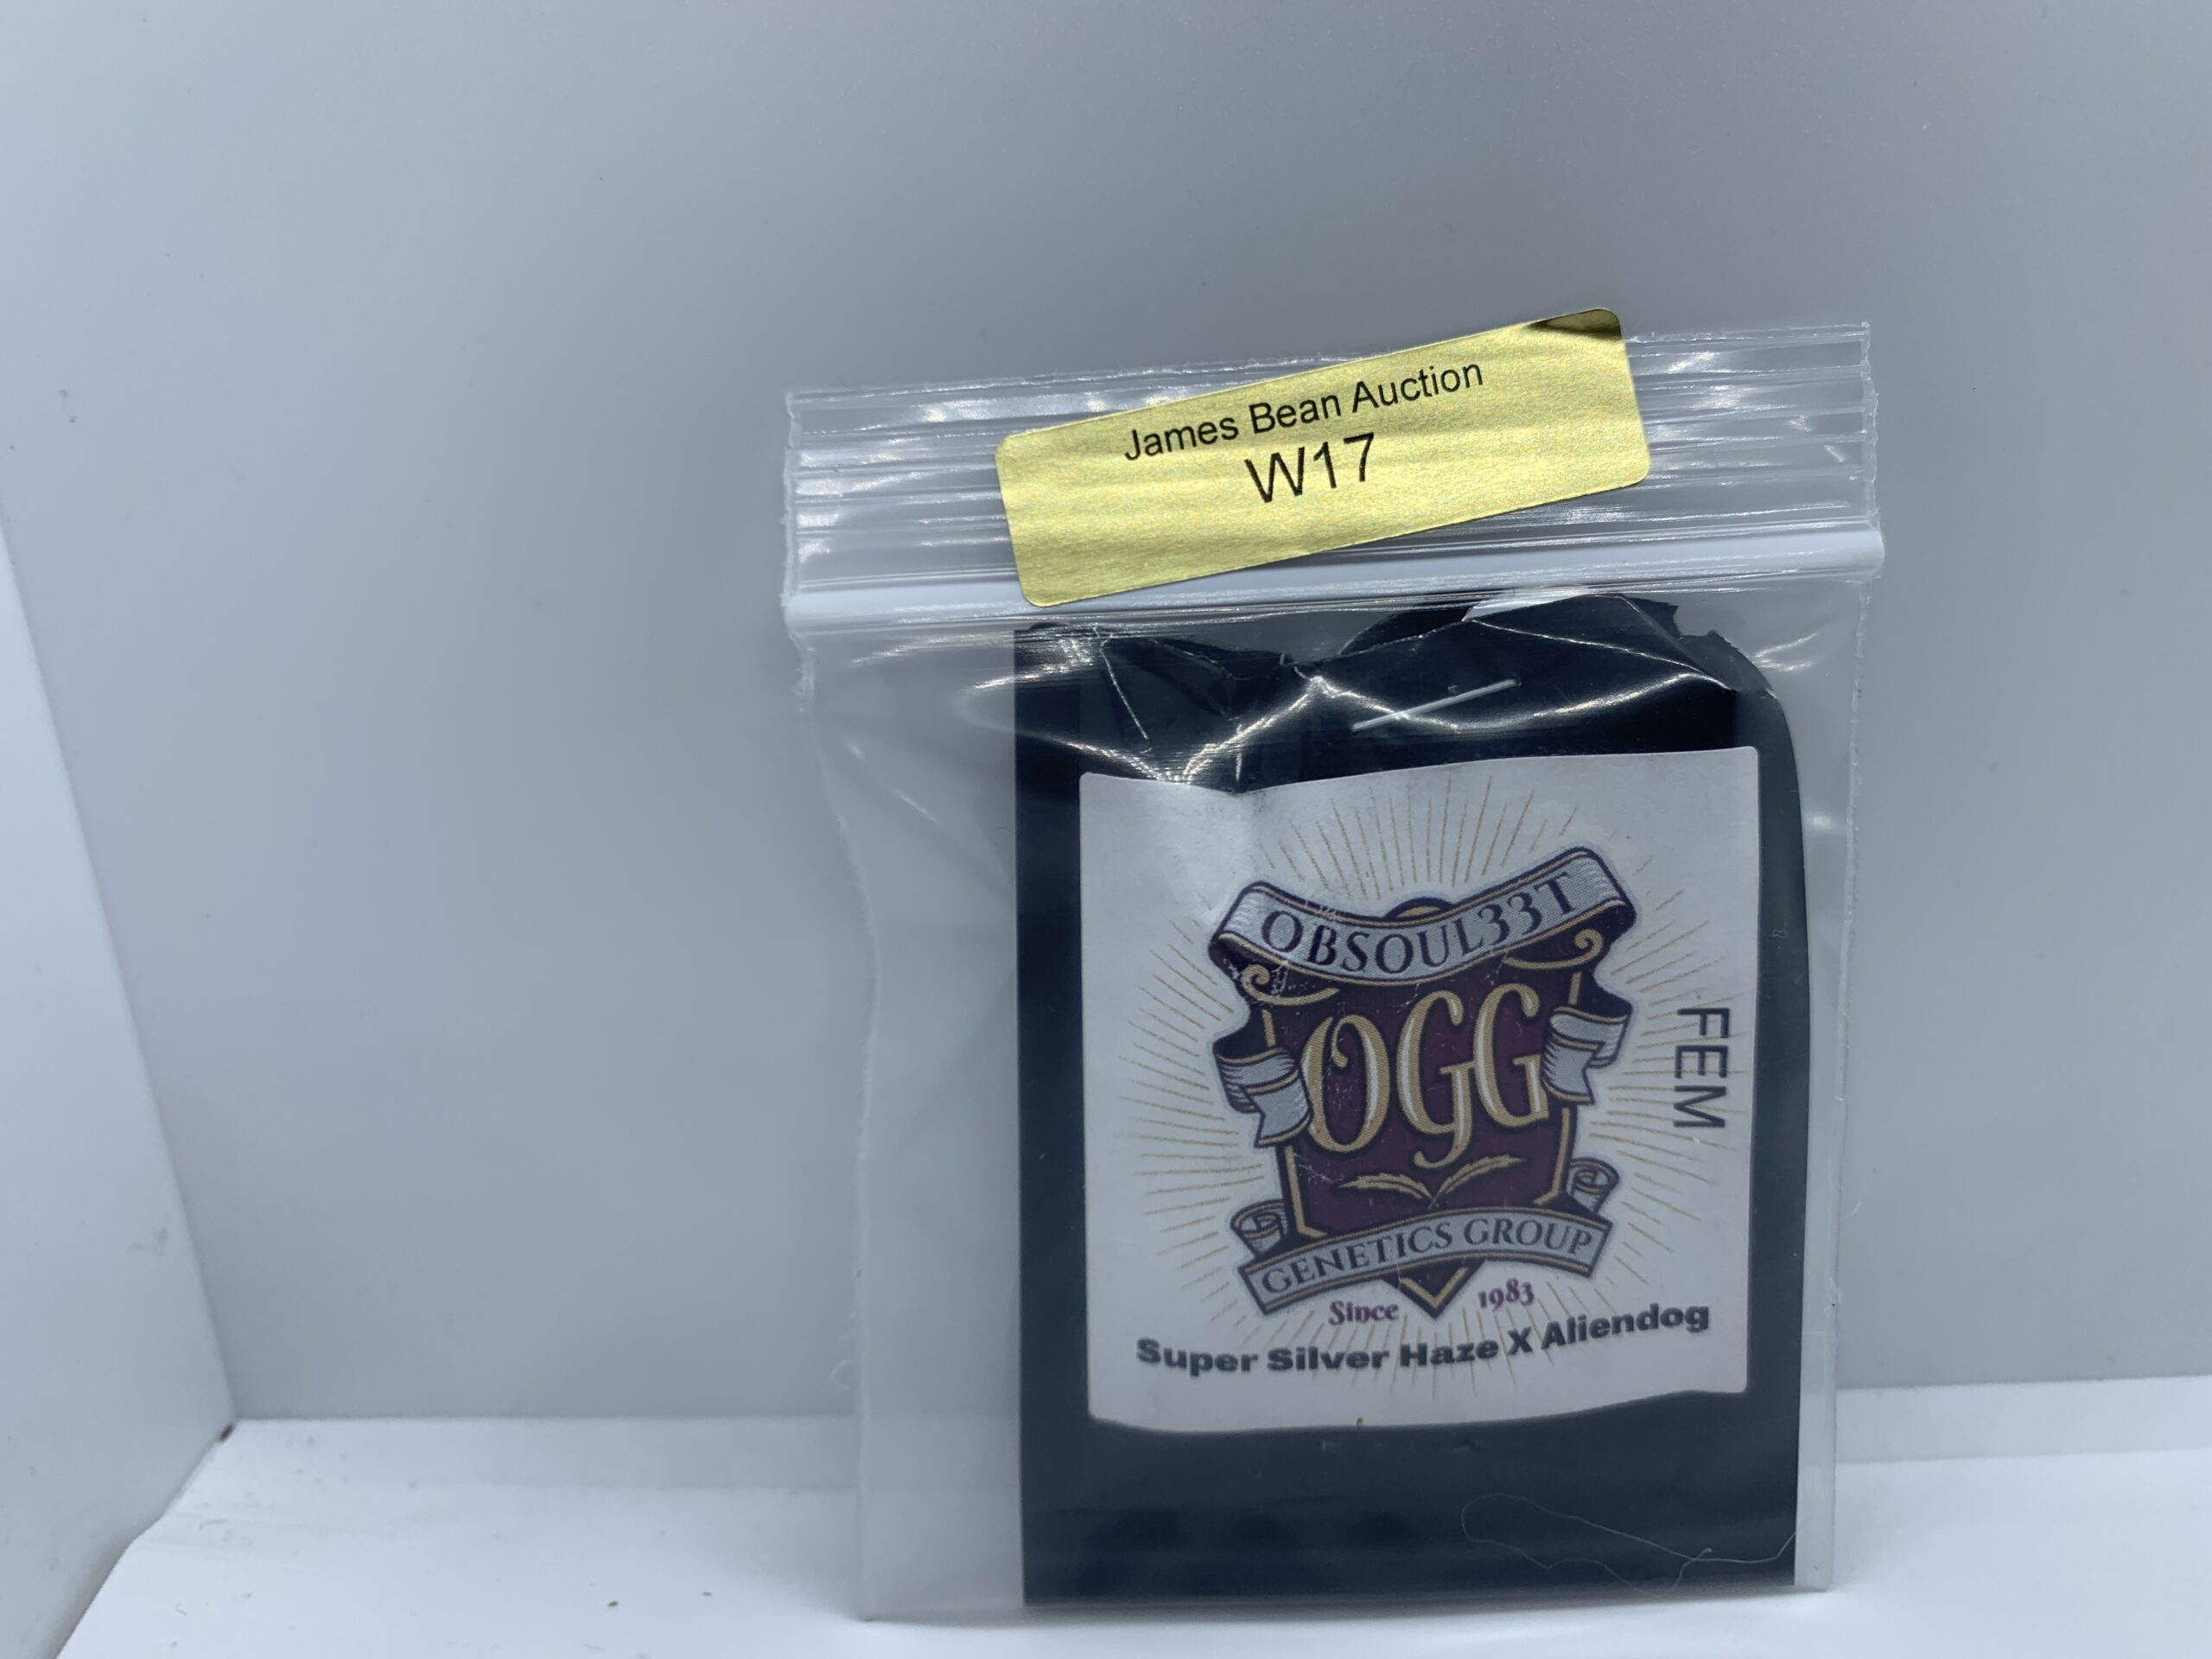 James Bean Auction
W17
OBSOUL33T
OGG
FEM
GENETICS GROUP
Since 1983
Super Silver Haze X Aliendog